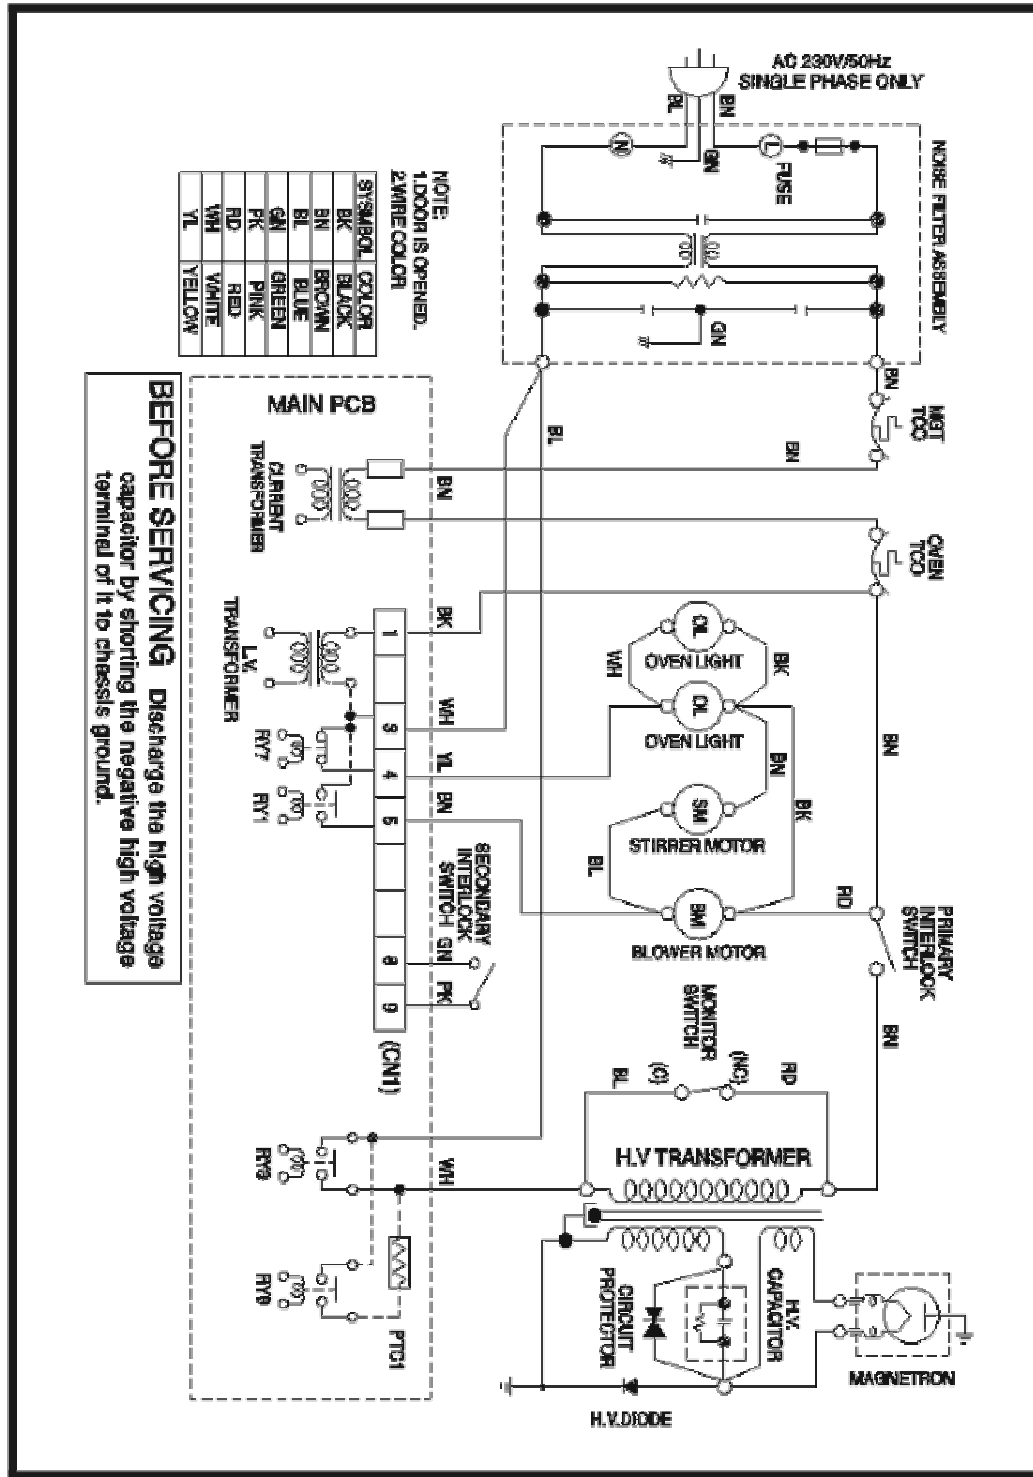 AC 230V/50Hz
SINGLE PHASE ONLY
BL
BN
N
GN
L
FUSE
NOISE FILTER ASSEMBLY
GN
NOTE:
1.DOOR IS OPENED.
2.WIRE COLOR
SYSMBOL COLOR
BK BLACK
BN BROWN
BL BLUE
GN GREEN
PK PINK
RD RED
WH WHITE
YL YELLOW
BN
MGT
TCO
BN
BL
MAIN PCB
CURRENT
TRANSFORMER
BN
OVEN
TCO
BEFORE SERVICING Discharge the high voltage
capacitor by shorting the negative high voltage
terminal of it to chassis ground.
L.V.
TRANSFORMER
1
BK
OL
OVEN LIGHT
WH
BK
OL
OVEN LIGHT
3
WH
RY7
4
YL
BN
BN
RY1
5
BN
SM
STIRRER MOTOR
BK
BL
SECONDARY
INTERLOCK
SWITCH
BM
BLOWER MOTOR
RD
PRIMARY
INTERLOCK
SWITCH
8
GN
9
PK
(CN1)
MONITOR
SWITCH
BN
BL
(C)
(NC)
RD
H.V TRANSFORMER
WH
PTC1
CIRCUIT
PROTECTOR
H.V.
CAPACITOR
MAGNETRON
H.V.DIODE